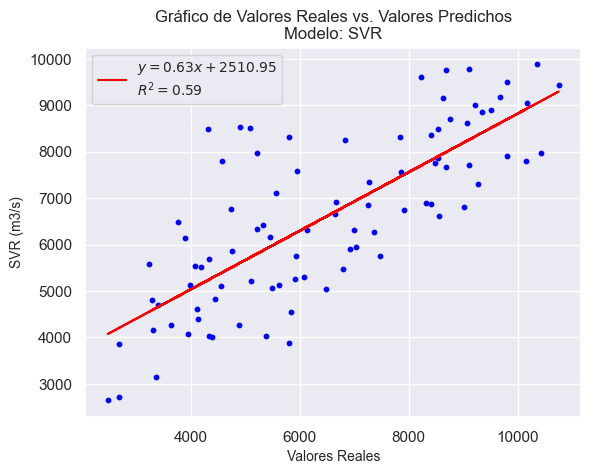 Gráfico de Valores Reales vs. Valores Predichos
Modelo: SVR
y = 0.63x + 2510.95
R² = 0.59
SVR (m3/s)
10000
9000
8000
7000
6000
5000
4000
3000
4000 6000 8000 10000
Valores Reales